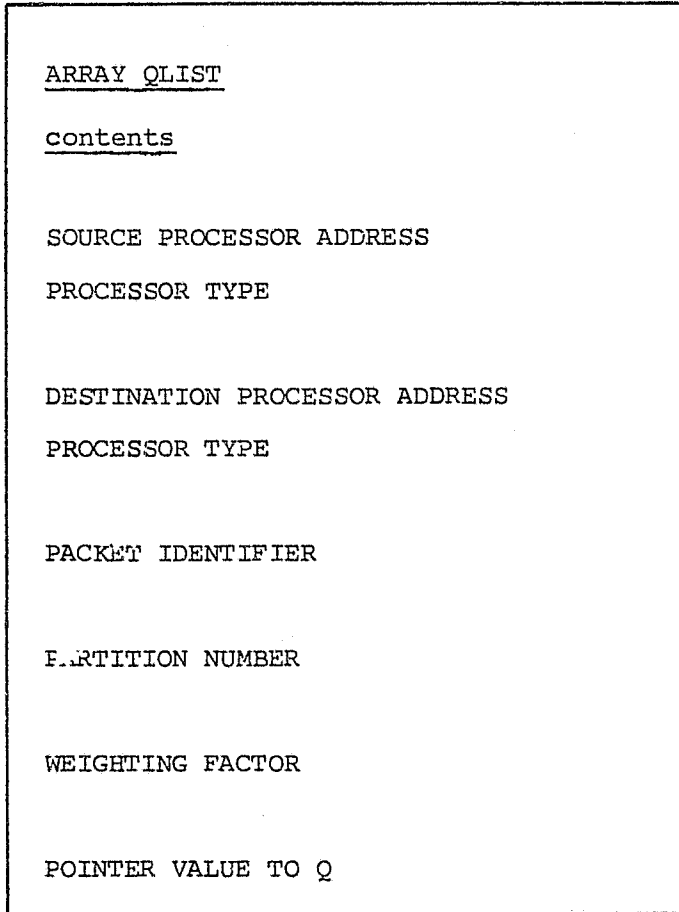 ARRAY QLIST
contents
SOURCE PROCESSOR ADDRESS
PROCESSOR TYPE
DESTINATION PROCESSOR ADDRESS
PROCESSOR TYPE
PACKET IDENTIFIER
PARTITION NUMBER
WEIGHTING FACTOR
POINTER VALUE TO Q